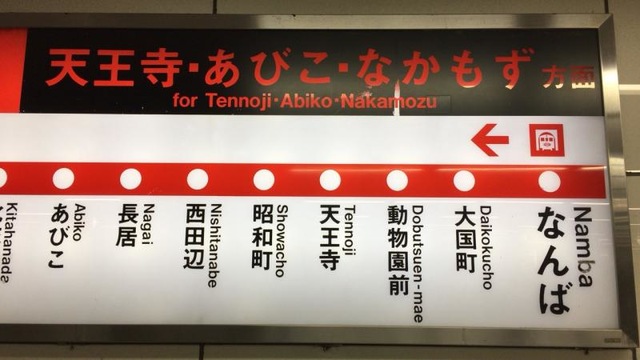 天王寺・あびこ・なかもず 方面
for Tennoji・Abiko・Nakamozu
Namba
なんば
Daikokucho
大国町
Dobutsuen-mae
動物園前
Tennoji
天王寺
Showacho
昭和町
Nishitanabe
西田辺
Nagai
長居
Abiko
あびこ
Kitahanada